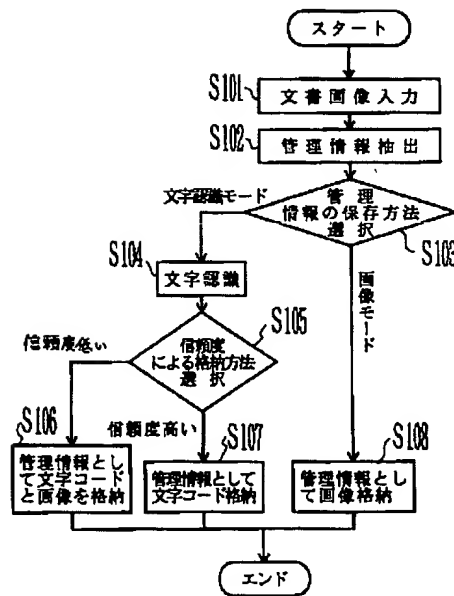 スタート
S101
文書画像入力
S102
管理情報抽出
管理
情報の保存方法
選択
S103
文字認識モード
画像モード
S104
文字認識
S105
信頼度
による格納方法
選択
信頼度低い
信頼度高い
S106
管理情報とし
て文字コード
と画像を格納
S107
管理情報として
文字コード格納
S108
管理情報とし
て画像格納
エンド